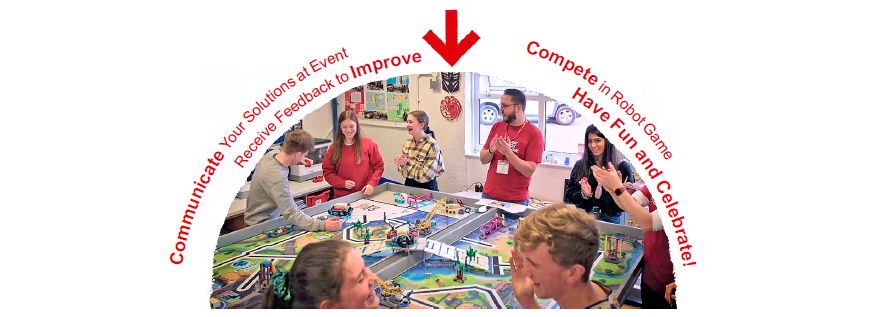 Communicate Your Solutions at Event
Receive Feedback to Improve
Compete in Robot Game
Have Fun and Celebrate!